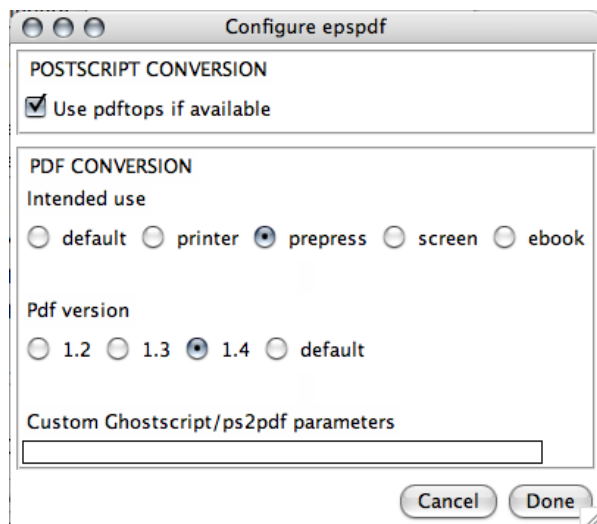 Configure epspdf
POSTSCRIPT CONVERSION
Use pdftops if available
PDF CONVERSION
Intended use
default printer prepress screen ebook
Pdf version
1.2 1.3 1.4 default
Custom Ghostscript/ps2pdf parameters
Cancel Done